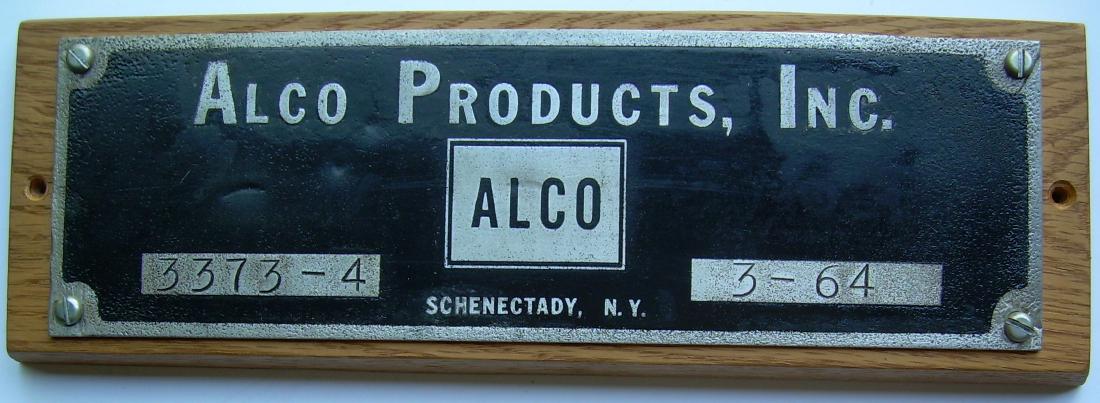 ALCO PRODUCTS, INC.
ALCO
3373-4
3-64
SCHENECTADY, N.Y.